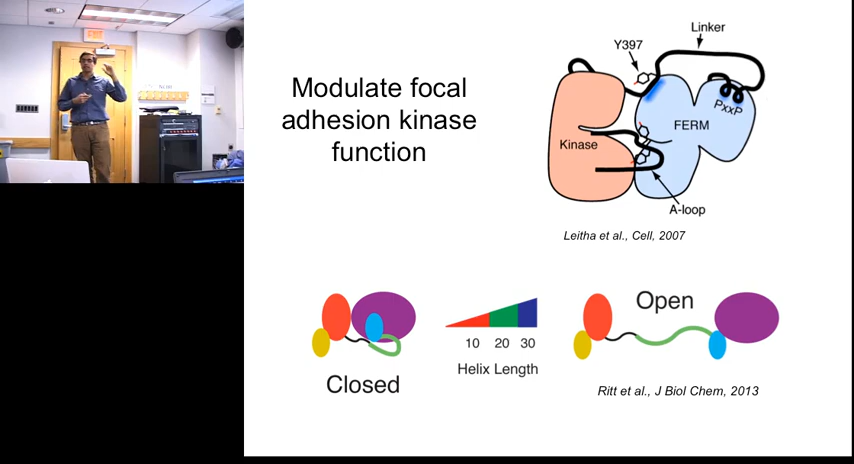 Modulate focal
adhesion kinase
function
Linker
Y397
PxxP
FERM
Kinase
A-loop
Leitha et al., Cell, 2007
Closed
10 20 30
Helix Length
Open
Ritt et al., J Biol Chem, 2013